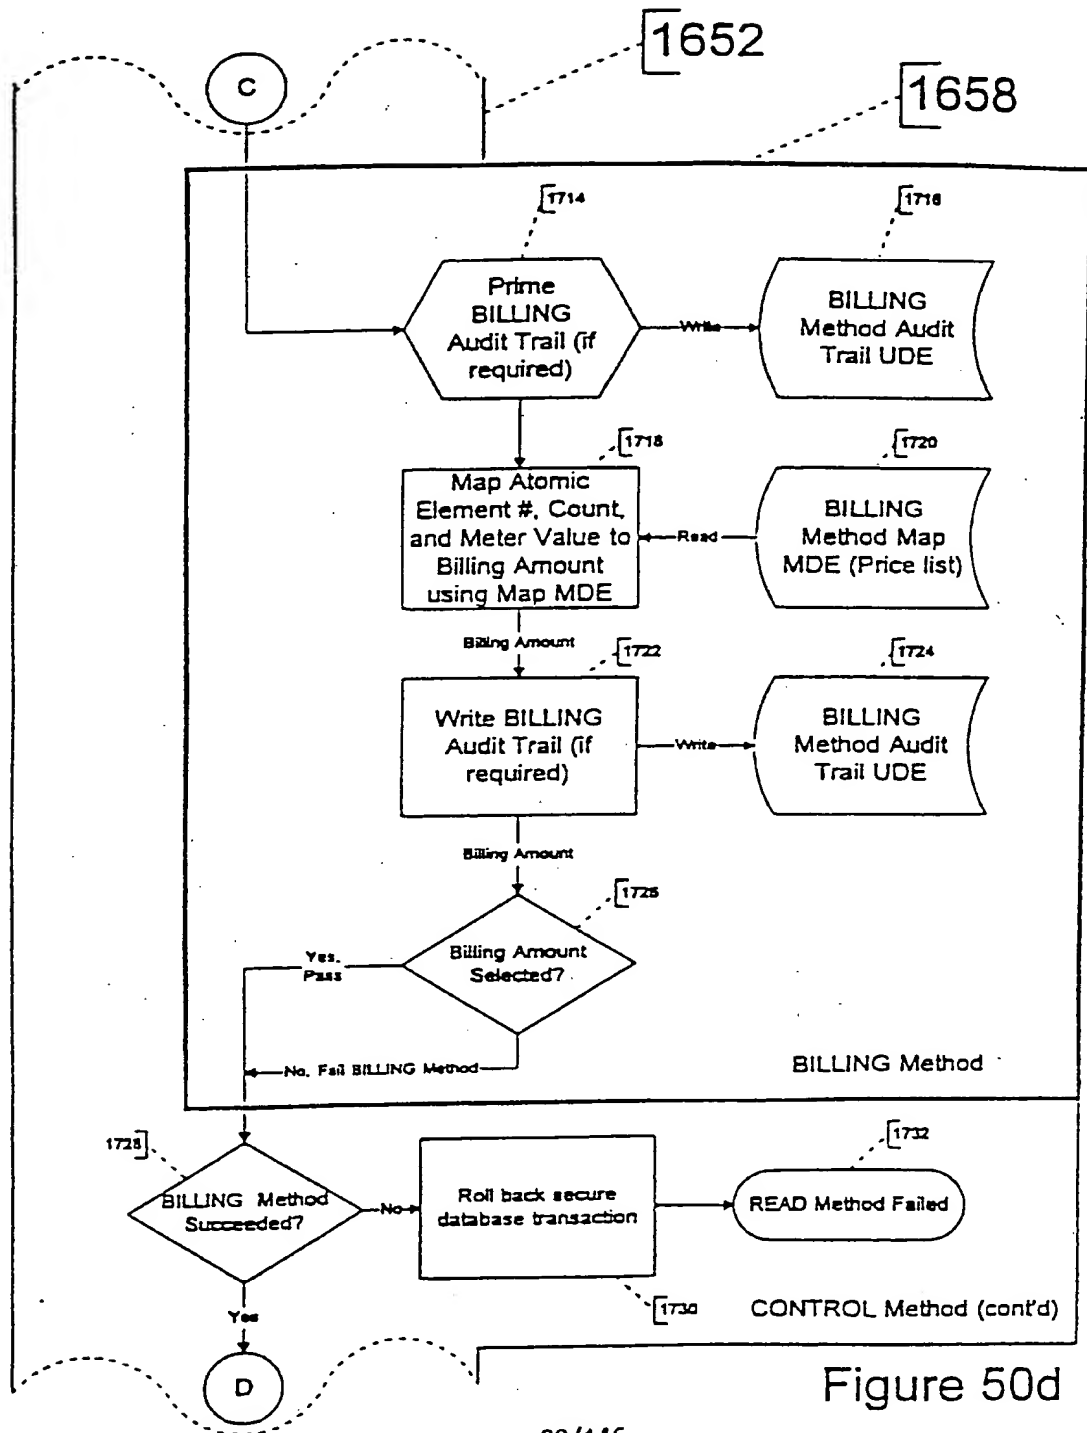 1652
1658
C
1714
1716
Prime
BILLING
Audit Trail (if
required)
Write
BILLING
Method Audit
Trail UDE
1718
1720
Map Atomic
Element #, Count,
and Meter Value to
Billing Amount
using Map MDE
Read
BILLING
Method Map
MDE (Price list)
Billing Amount
1722
1724
Write BILLING
Audit Trail (if
required)
Write
BILLING
Method Audit
Trail UDE
Billing Amount
1726
Billing Amount
Selected?
Yes,
Pass
No, Fail BILLING Method
BILLING Method
1728
BILLING Method
Succeeded?
No
Roll back secure
database transaction
1732
READ Method Failed
1730
CONTROL Method (cont'd)
Yes
D
Figure 50d